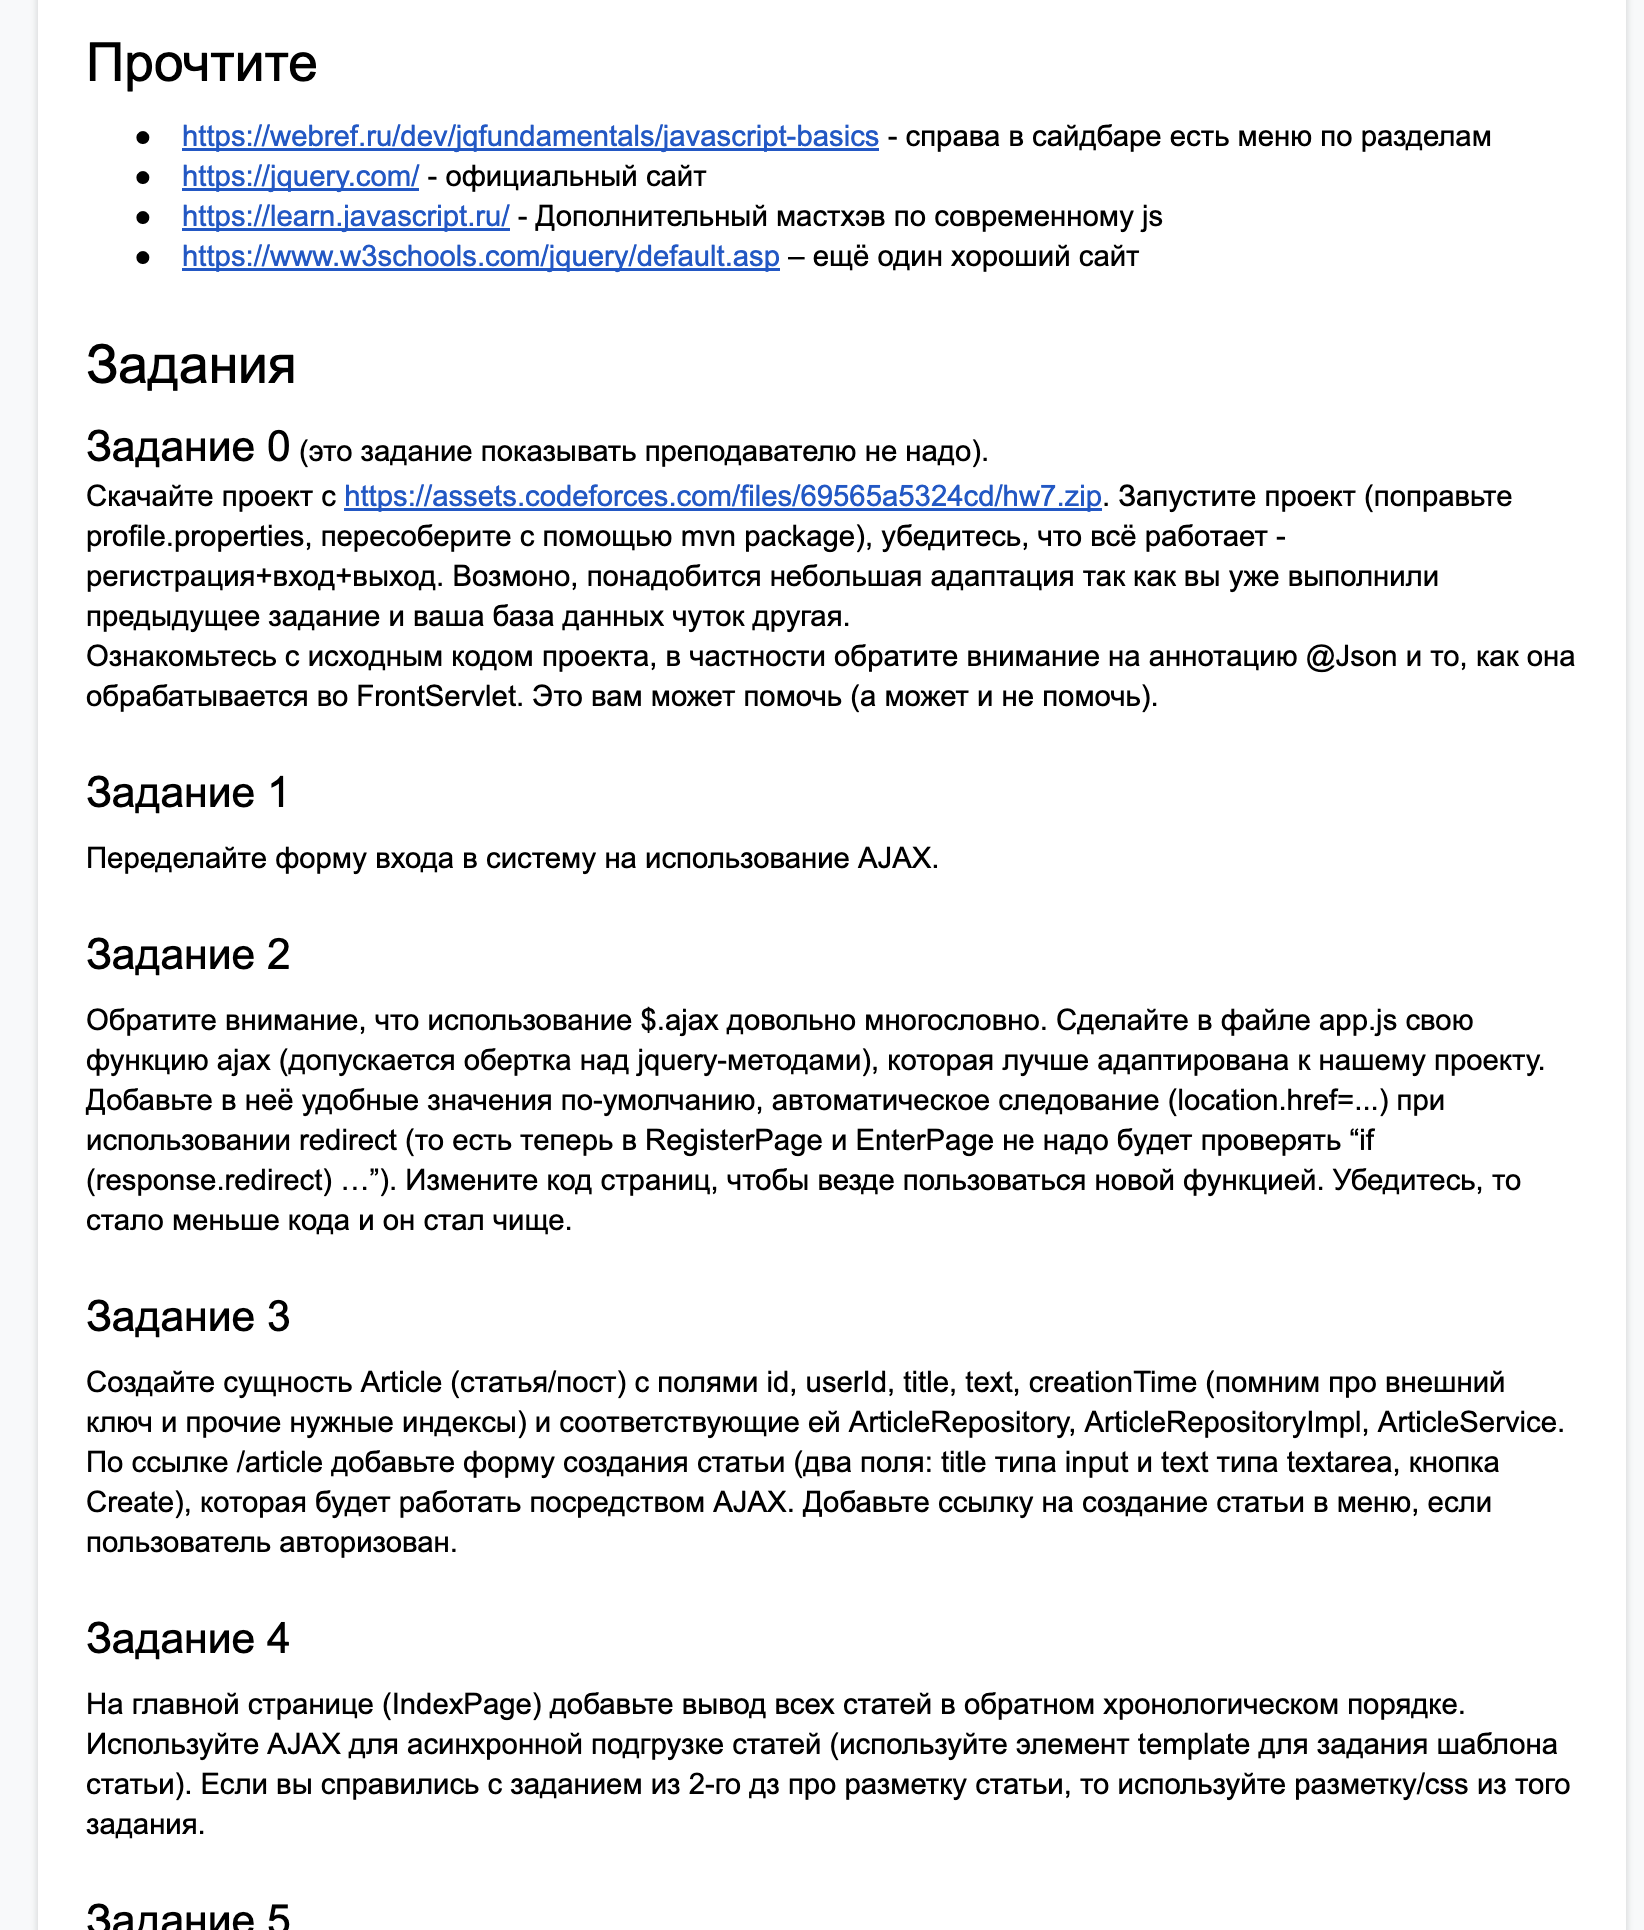 Прочтите
● https://webref.ru/dev/jqfundamentals/javascript-basics - справа в сайдбаре есть меню по разделам
● https://jquery.com/ - официальный сайт
● https://learn.javascript.ru/ - Дополнительный мастхэв по современному js
● https://www.w3schools.com/jquery/default.asp – ещё один хороший сайт
Задания
Задание 0 (это задание показывать преподавателю не надо).
Скачайте проект с https://assets.codeforces.com/files/69565a5324cd/hw7.zip. Запустите проект (поправьте
profile.properties, пересоберите с помощью mvn package), убедитесь, что всё работает -
регистрация+вход+выход. Возмоно, понадобится небольшая адаптация так как вы уже выполнили
предыдущее задание и ваша база данных чуток другая.
Ознакомьтесь с исходным кодом проекта, в частности обратите внимание на аннотацию @Json и то, как она
обрабатывается во FrontServlet. Это вам может помочь (а может и не помочь).
Задание 1
Переделайте форму входа в систему на использование AJAX.
Задание 2
Обратите внимание, что использование $.ajax довольно многословно. Сделайте в файле app.js свою
функцию ajax (допускается обертка над jquery-методами), которая лучше адаптирована к нашему проекту.
Добавьте в неё удобные значения по-умолчанию, автоматическое следование (location.href=...) при
использовании redirect (то есть теперь в RegisterPage и EnterPage не надо будет проверять “if
(response.redirect) …”). Измените код страниц, чтобы везде пользоваться новой функцией. Убедитесь, то
стало меньше кода и он стал чище.
Задание 3
Создайте сущность Article (статья/пост) с полями id, userId, title, text, creationTime (помним про внешний
ключ и прочие нужные индексы) и соответствующие ей ArticleRepository, ArticleRepositoryImpl, ArticleService.
По ссылке /article добавьте форму создания статьи (два поля: title типа input и text типа textarea, кнопка
Create), которая будет работать посредством AJAX. Добавьте ссылку на создание статьи в меню, если
пользователь авторизован.
Задание 4
На главной странице (IndexPage) добавьте вывод всех статей в обратном хронологическом порядке.
Используйте AJAX для асинхронной подгрузке статей (используйте элемент template для задания шаблона
статьи). Если вы справились с заданием из 2-го дз про разметку статьи, то используйте разметку/css из того
задания.
Задание 5